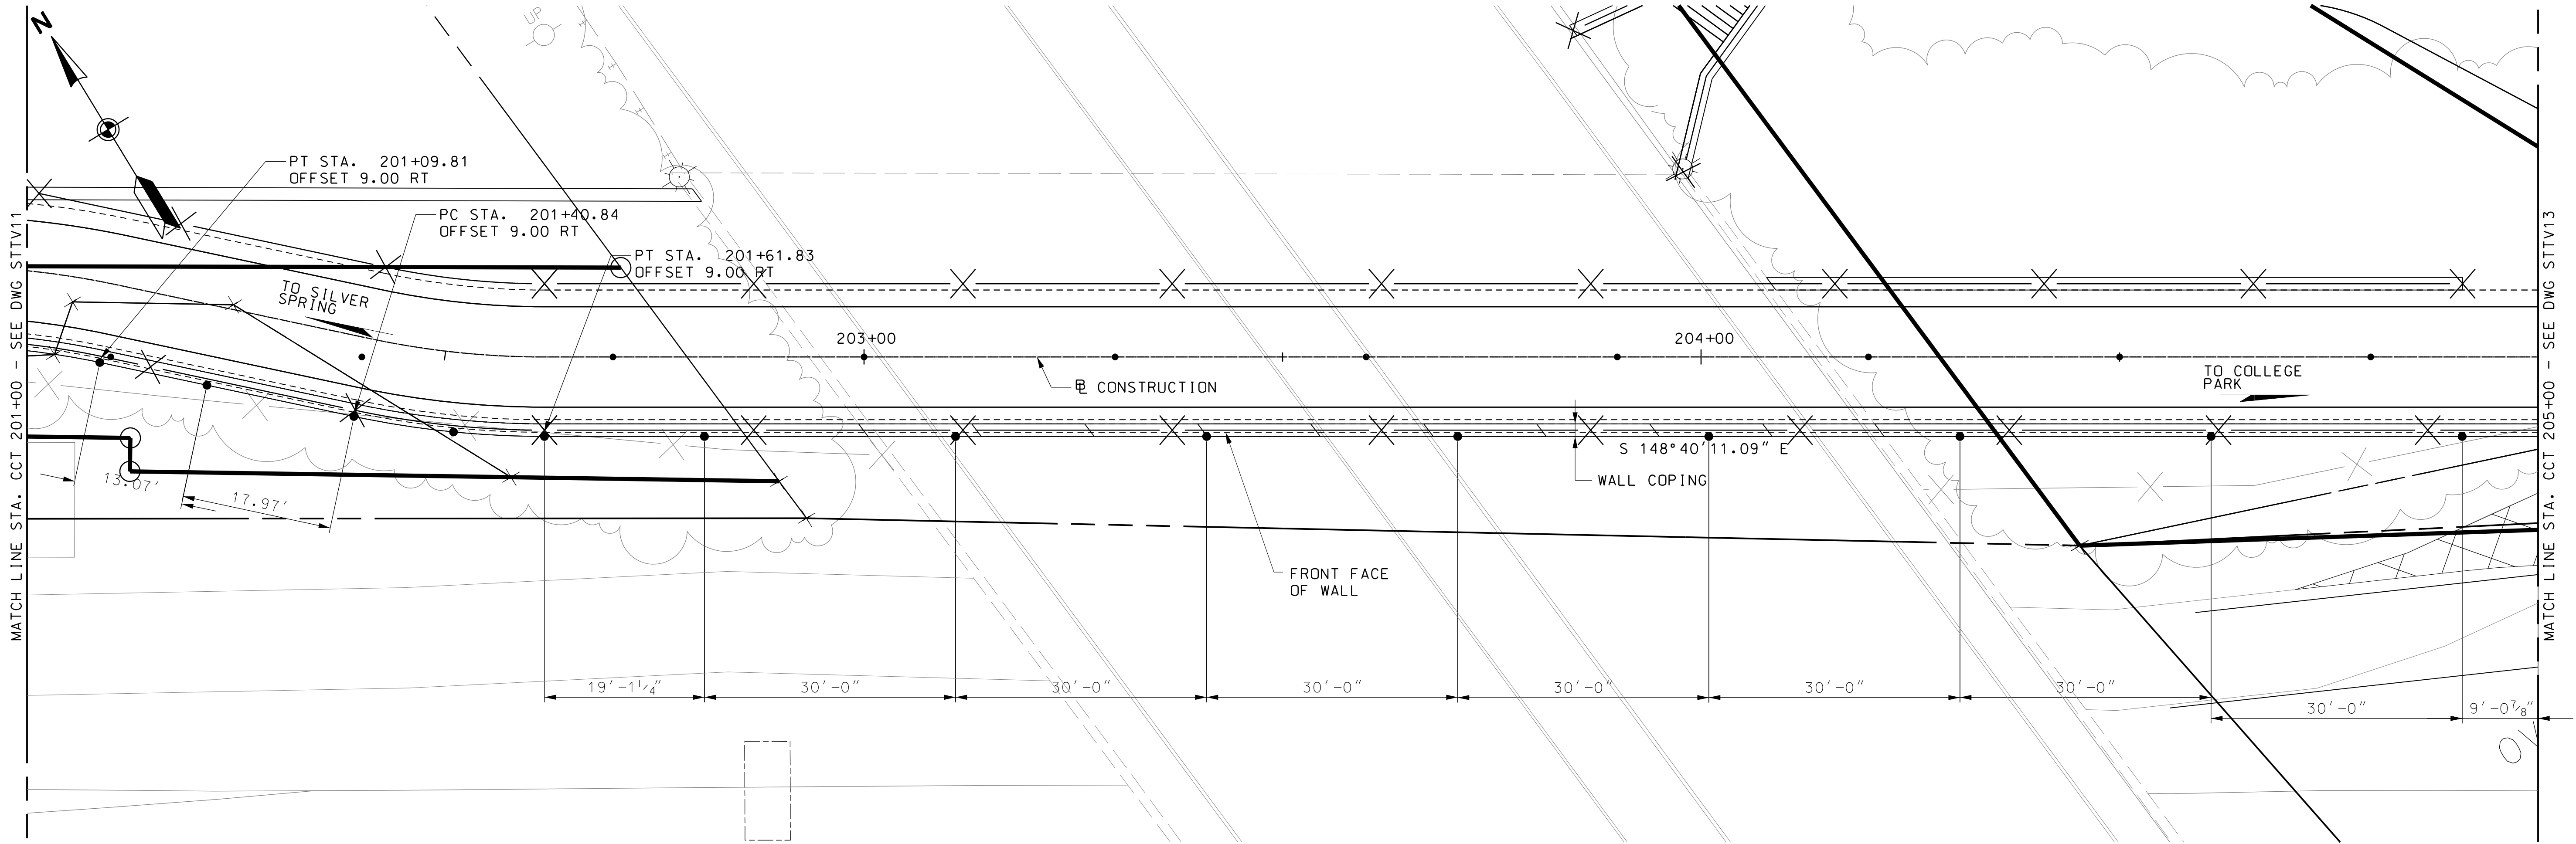 N
UP
PT STA. 201+09.81
OFFSET 9.00 RT
PC STA. 201+40.84
OFFSET 9.00 RT
PT STA. 201+61.83
OFFSET 9.00 RT
MATCH LINE STA. CCT 201+00 - SEE DWG STTV11
MATCH LINE STA. CCT 205+00 - SEE DWG STTV13
TO SILVER
SPRING
203+00
204+00
TO COLLEGE
PARK
℄ CONSTRUCTION
S 148°40'11.09" E
WALL COPING
13.07'
17.97'
FRONT FACE
OF WALL
19'-1 1/4"
30'-0"
30'-0"
30'-0"
30'-0"
30'-0"
30'-0"
30'-0"
9'-0 7/8"